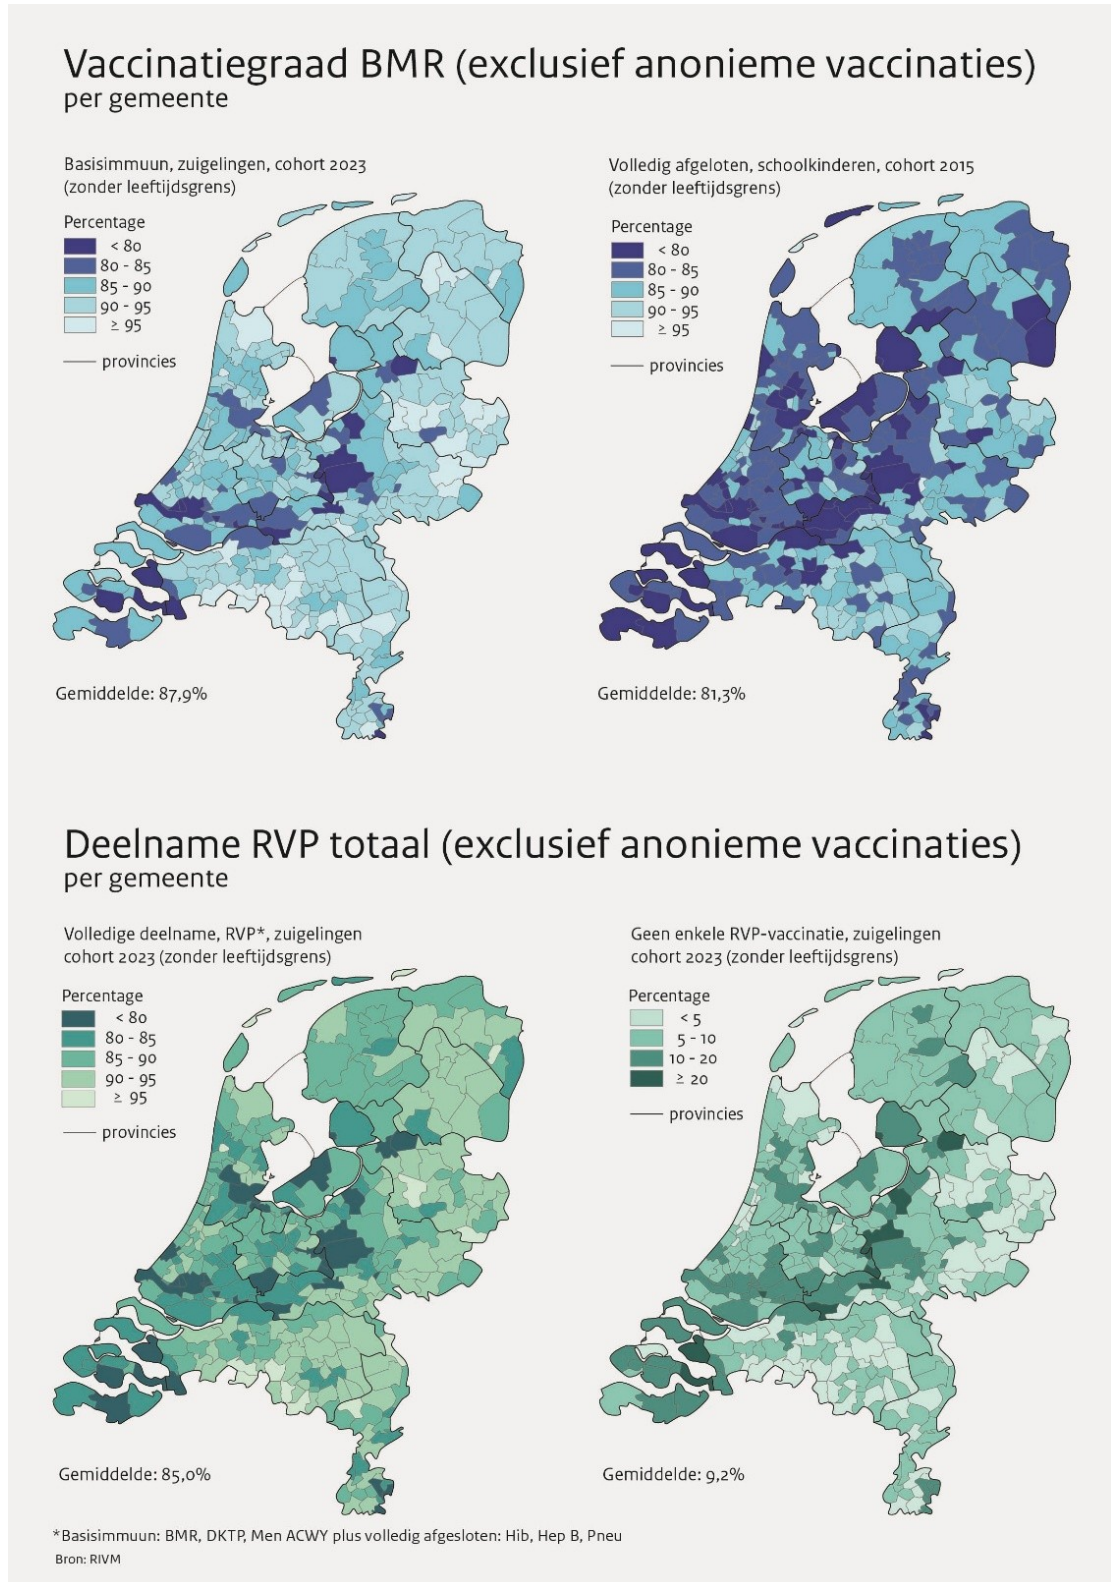 Vaccinatiegraad BMR (exclusief anonieme vaccinaties)
per gemeente
Basisimmuun, zuigelingen, cohort 2023
(zonder leeftijdsgrens)
Percentage
< 80
80 - 85
85 - 90
90 - 95
≥ 95
provincies
Gemiddelde: 87,9%
Volledig afgeloten, schoolkinderen, cohort 2015
(zonder leeftijdsgrens)
Percentage
< 80
80 - 85
85 - 90
90 - 95
≥ 95
provincies
Gemiddelde: 81,3%
Deelname RVP totaal (exclusief anonieme vaccinaties)
per gemeente
Volledige deelname, RVP*, zuigelingen
cohort 2023 (zonder leeftijdsgrens)
Percentage
< 80
80 - 85
85 - 90
90 - 95
≥ 95
provincies
Gemiddelde: 85,0%
Geen enkele RVP-vaccinatie, zuigelingen
cohort 2023 (zonder leeftijdsgrens)
Percentage
< 5
5 - 10
10 - 20
≥ 20
provincies
Gemiddelde: 9,2%
*Basisimmuun: BMR, DKTP, Men ACWY plus volledig afgesloten: Hib, Hep B, Pneu
Bron: RIVM